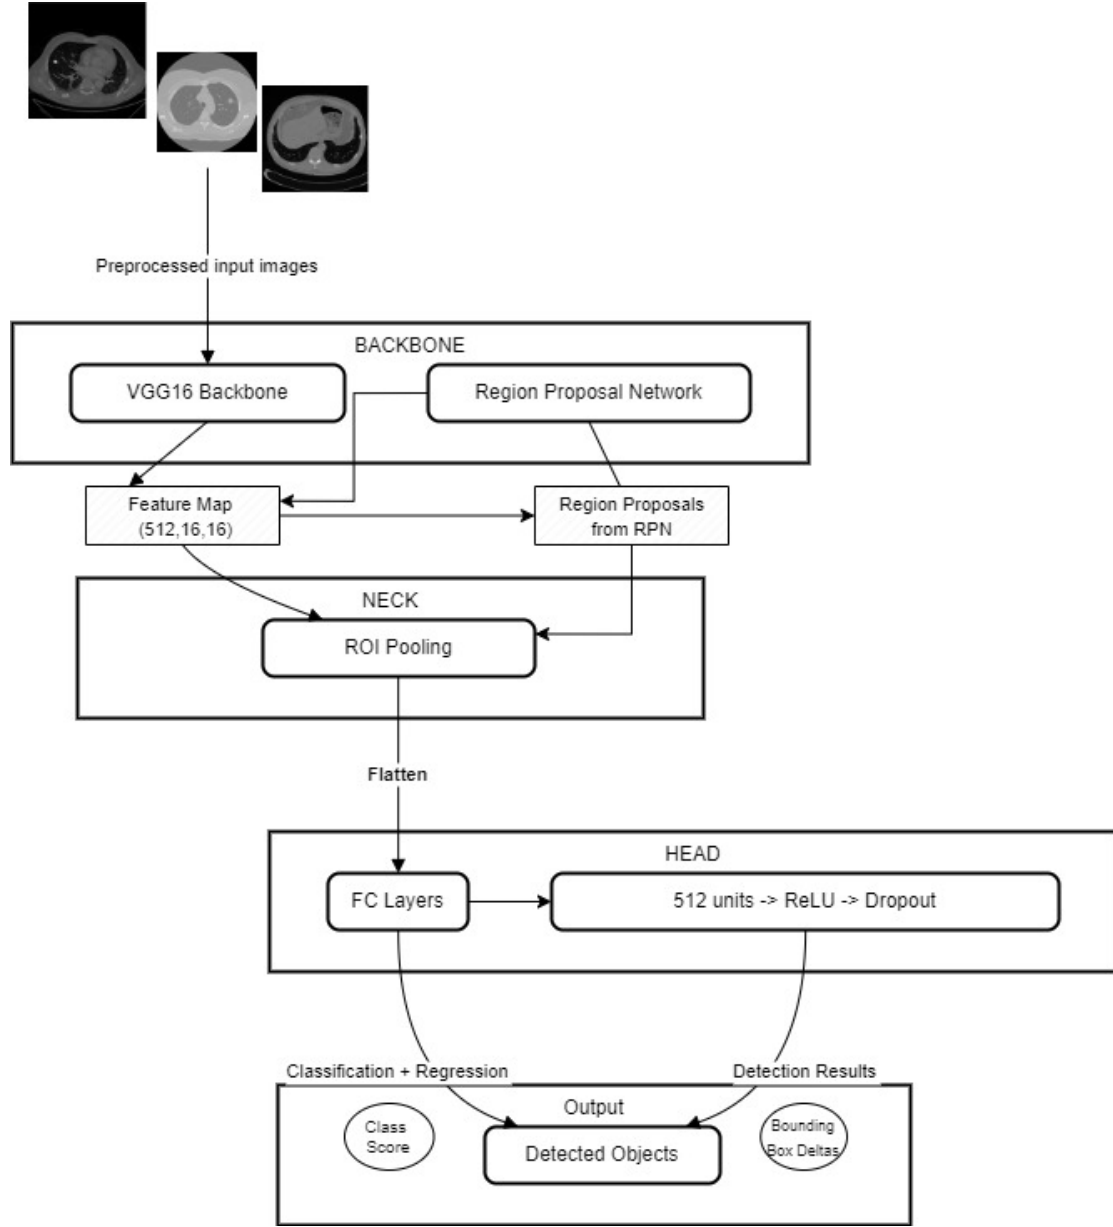 Preprocessed input images
BACKBONE
VGG16 Backbone
Region Proposal Network
Feature Map
(512,16,16)
Region Proposals
from RPN
NECK
ROI Pooling
Flatten
HEAD
FC Layers
512 units -> ReLU -> Dropout
Classification + Regression
Detection Results
Output
Class
Score
Detected Objects
Bounding
Box Deltas